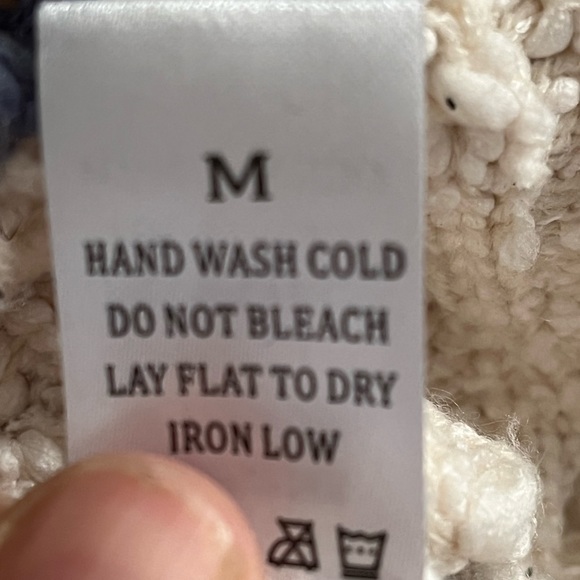 M
HAND WASH COLD
DO NOT BLEACH
LAY FLAT TO DRY
IRON LOW